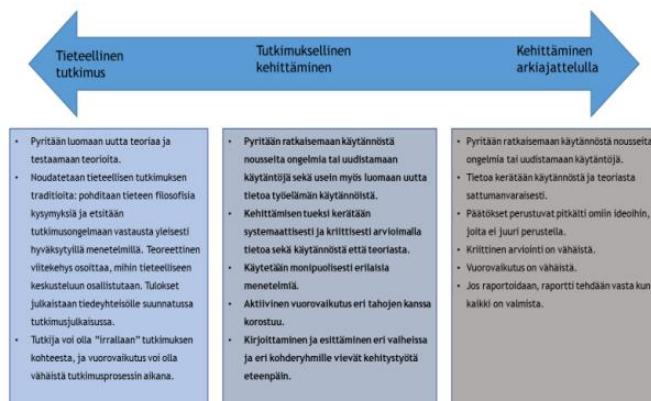 Tieteellinen
tutkimus
Tutkimuksellinen
kehittäminen
Kehittäminen
arkiajattelulla
• Pyritään luomaan uutta teoriaa ja
testaamaan teorioita.
• Noudatetaan tieteellisen tutkimuksen
traditioita: pohditaan tieteen filosofisia
kysymyksiä ja etsitään
tutkimusongelmaan vastausta yleisesti
hyväksytyillä menetelmillä. Teoreettinen
viitekehys osoittaa, mihin tieteelliseen
keskusteluun osallistutaan. Tulokset
julkaistaan tiedeyhteisölle suunnatussa
tutkimusjulkaisussa.
• Tutkija voi olla "irrallaan" tutkimuksen
kohteesta, ja vuorovaikutus voi olla
vähäistä tutkimusprosessin aikana.
• Pyritään ratkaisemaan käytännöstä
nousseita ongelmia tai uudistamaan
käytäntöjä sekä usein myös luomaan uutta
tietoa työelämän käytännöistä.
• Kehittämisen tueksi kerätään
systemaattisesti ja kriittisesti arvioimalla
tietoa sekä käytännöstä että teoriasta.
• Käytetään monipuolisesti erilaisia
menetelmiä.
• Aktiivinen vuorovaikutus eri tahojen kanssa
korostuu.
• Kirjoittaminen ja esittäminen eri vaiheissa
ja eri kohderyhmille vievät kehitystyötä
eteenpäin.
• Pyritään ratkaisemaan käytännöstä nousseita
ongelmia tai uudistamaan käytäntöjä.
• Tietoa kerätään käytännöstä ja teoriasta
sattumanvaraisesti.
• Päätökset perustuvat pitkälti omiin ideoihin,
joita ei juuri perustella.
• Kriittinen arviointi on vähäistä.
• Vuorovaikutus on vähäistä.
• Jos raportoidaan, raportti tehdään vasta kun
kaikki on valmista.